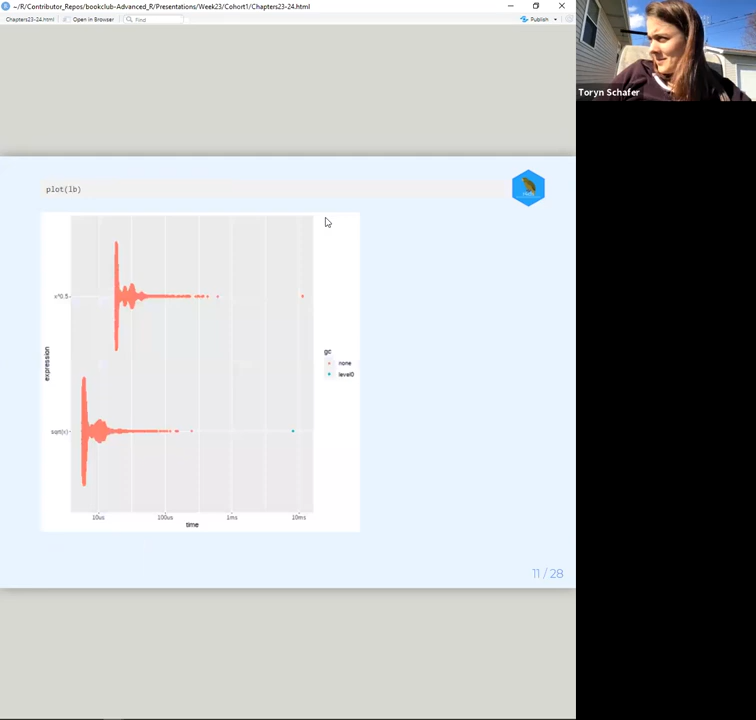 ~/R/Contributor_Repos/bookclub-Advanced_R/Presentations/Week23/Cohort1/Chapters23-24.html
Chapters23-24.html
Open in Browser
Find
Publish
Toryn Schafer
plot(lb)
x^0.5
expression
sqrt(x)
gc
none
level0
10us
100us
1ms
10ms
time
11 / 28